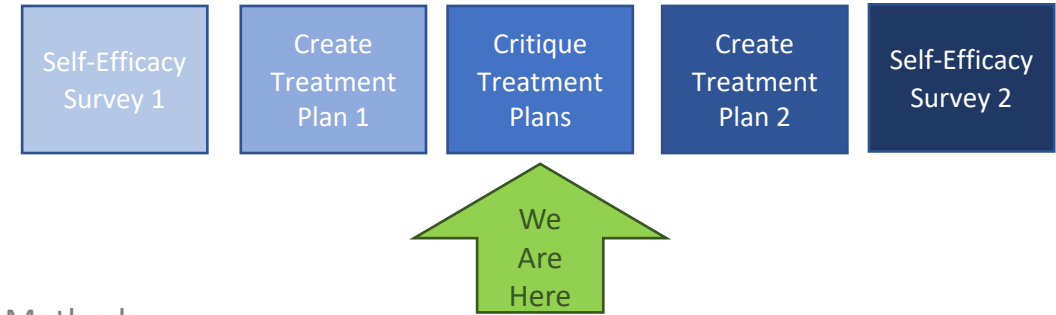 Self-Efficacy
Survey 1
Create
Treatment
Plan 1
Critique
Treatment
Plans
Create
Treatment
Plan 2
Self-Efficacy
Survey 2
We
Are
Here